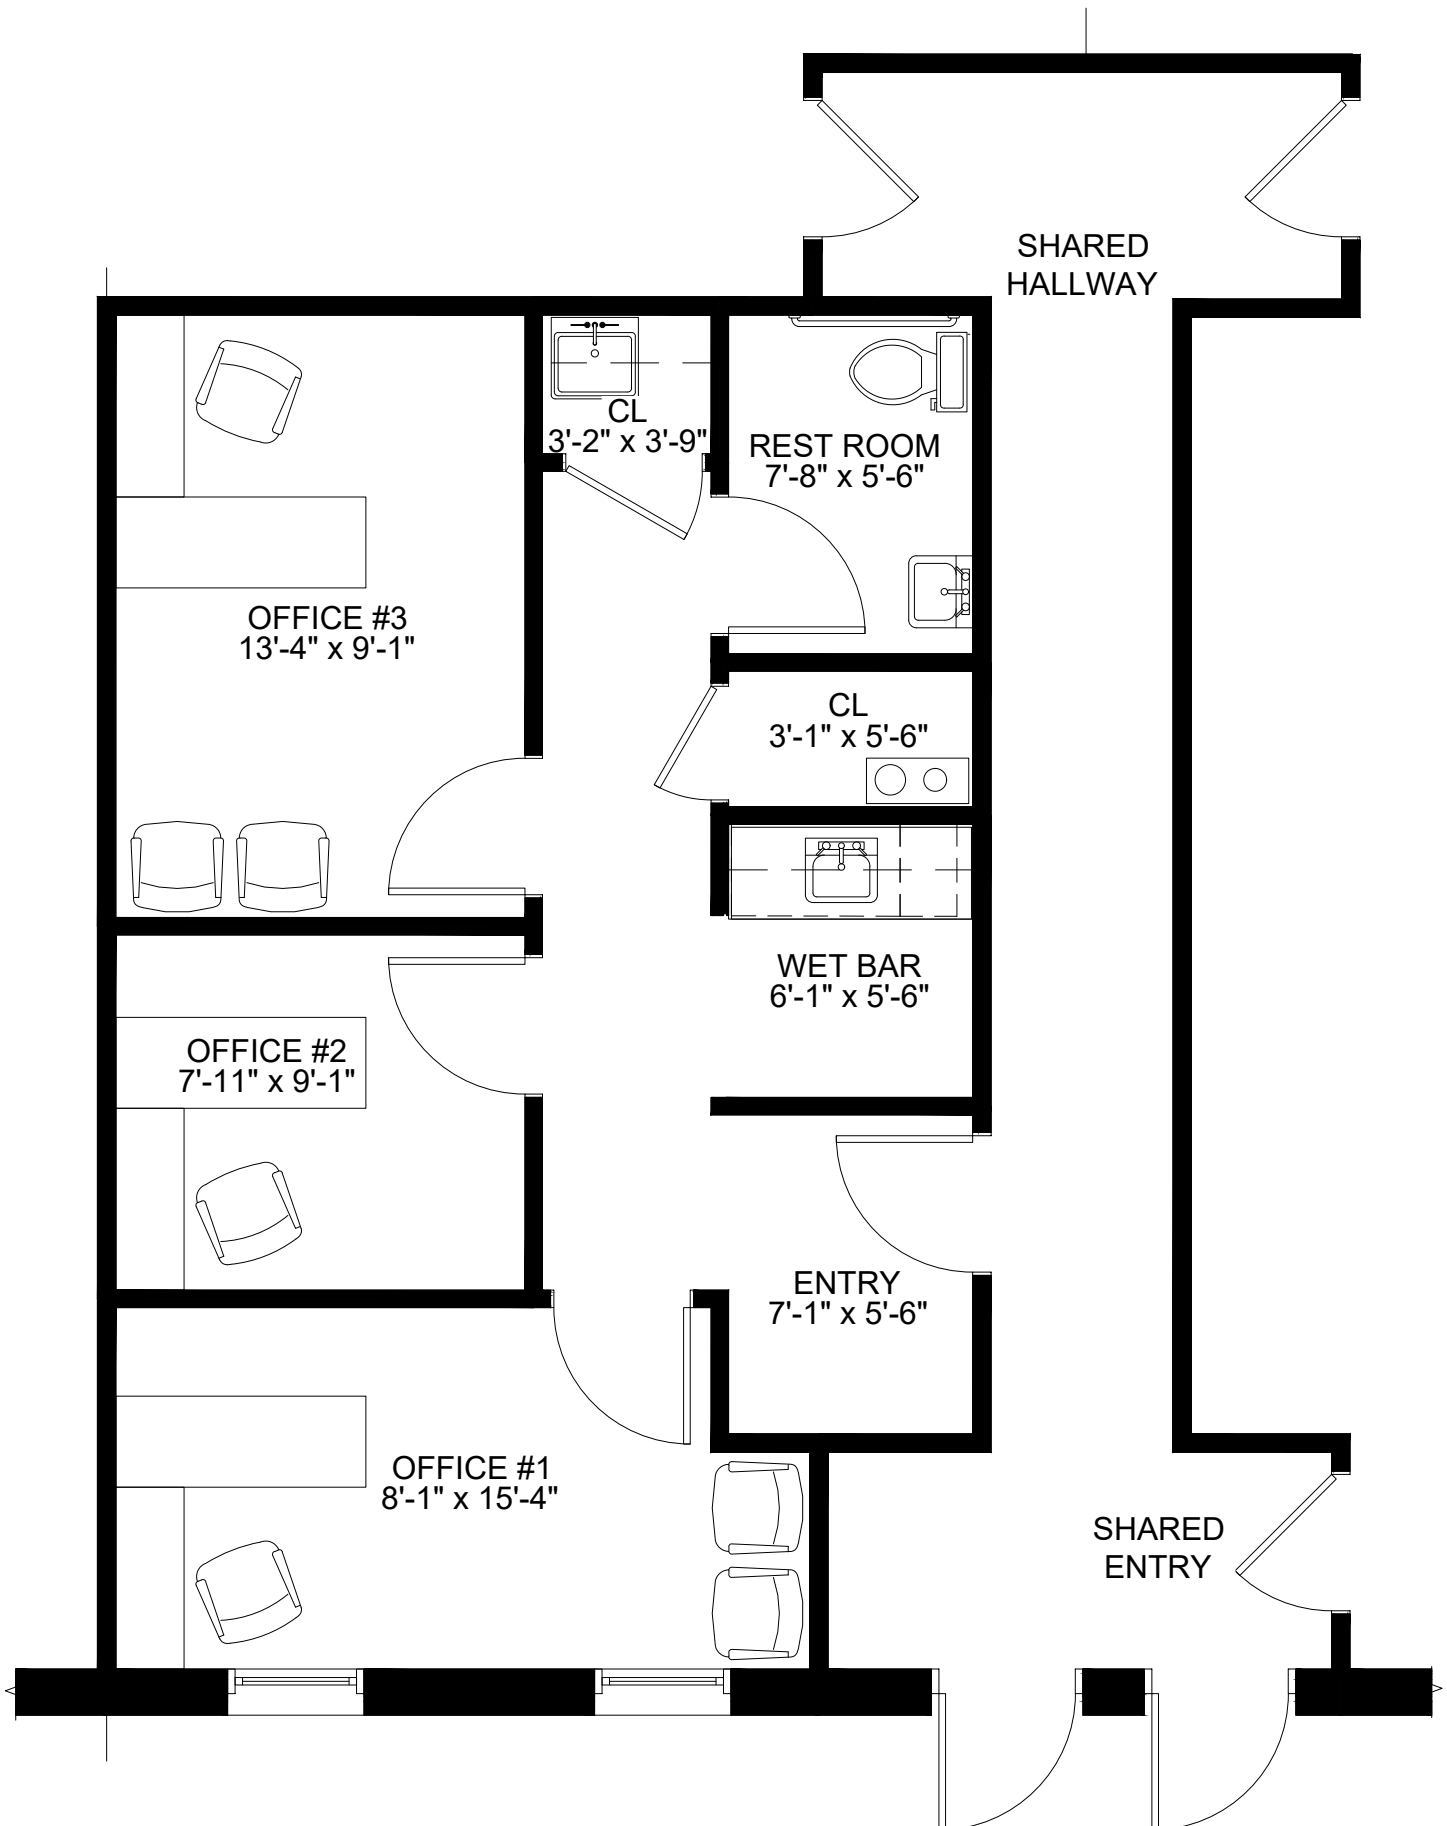 SHARED
HALLWAY
CL
3'-2" x 3'-9"
REST ROOM
7'-8" x 5'-6"
OFFICE #3
13'-4" x 9'-1"
CL
3'-1" x 5'-6"
WET BAR
6'-1" x 5'-6"
OFFICE #2
7'-11" x 9'-1"
ENTRY
7'-1" x 5'-6"
OFFICE #1
8'-1" x 15'-4"
SHARED
ENTRY